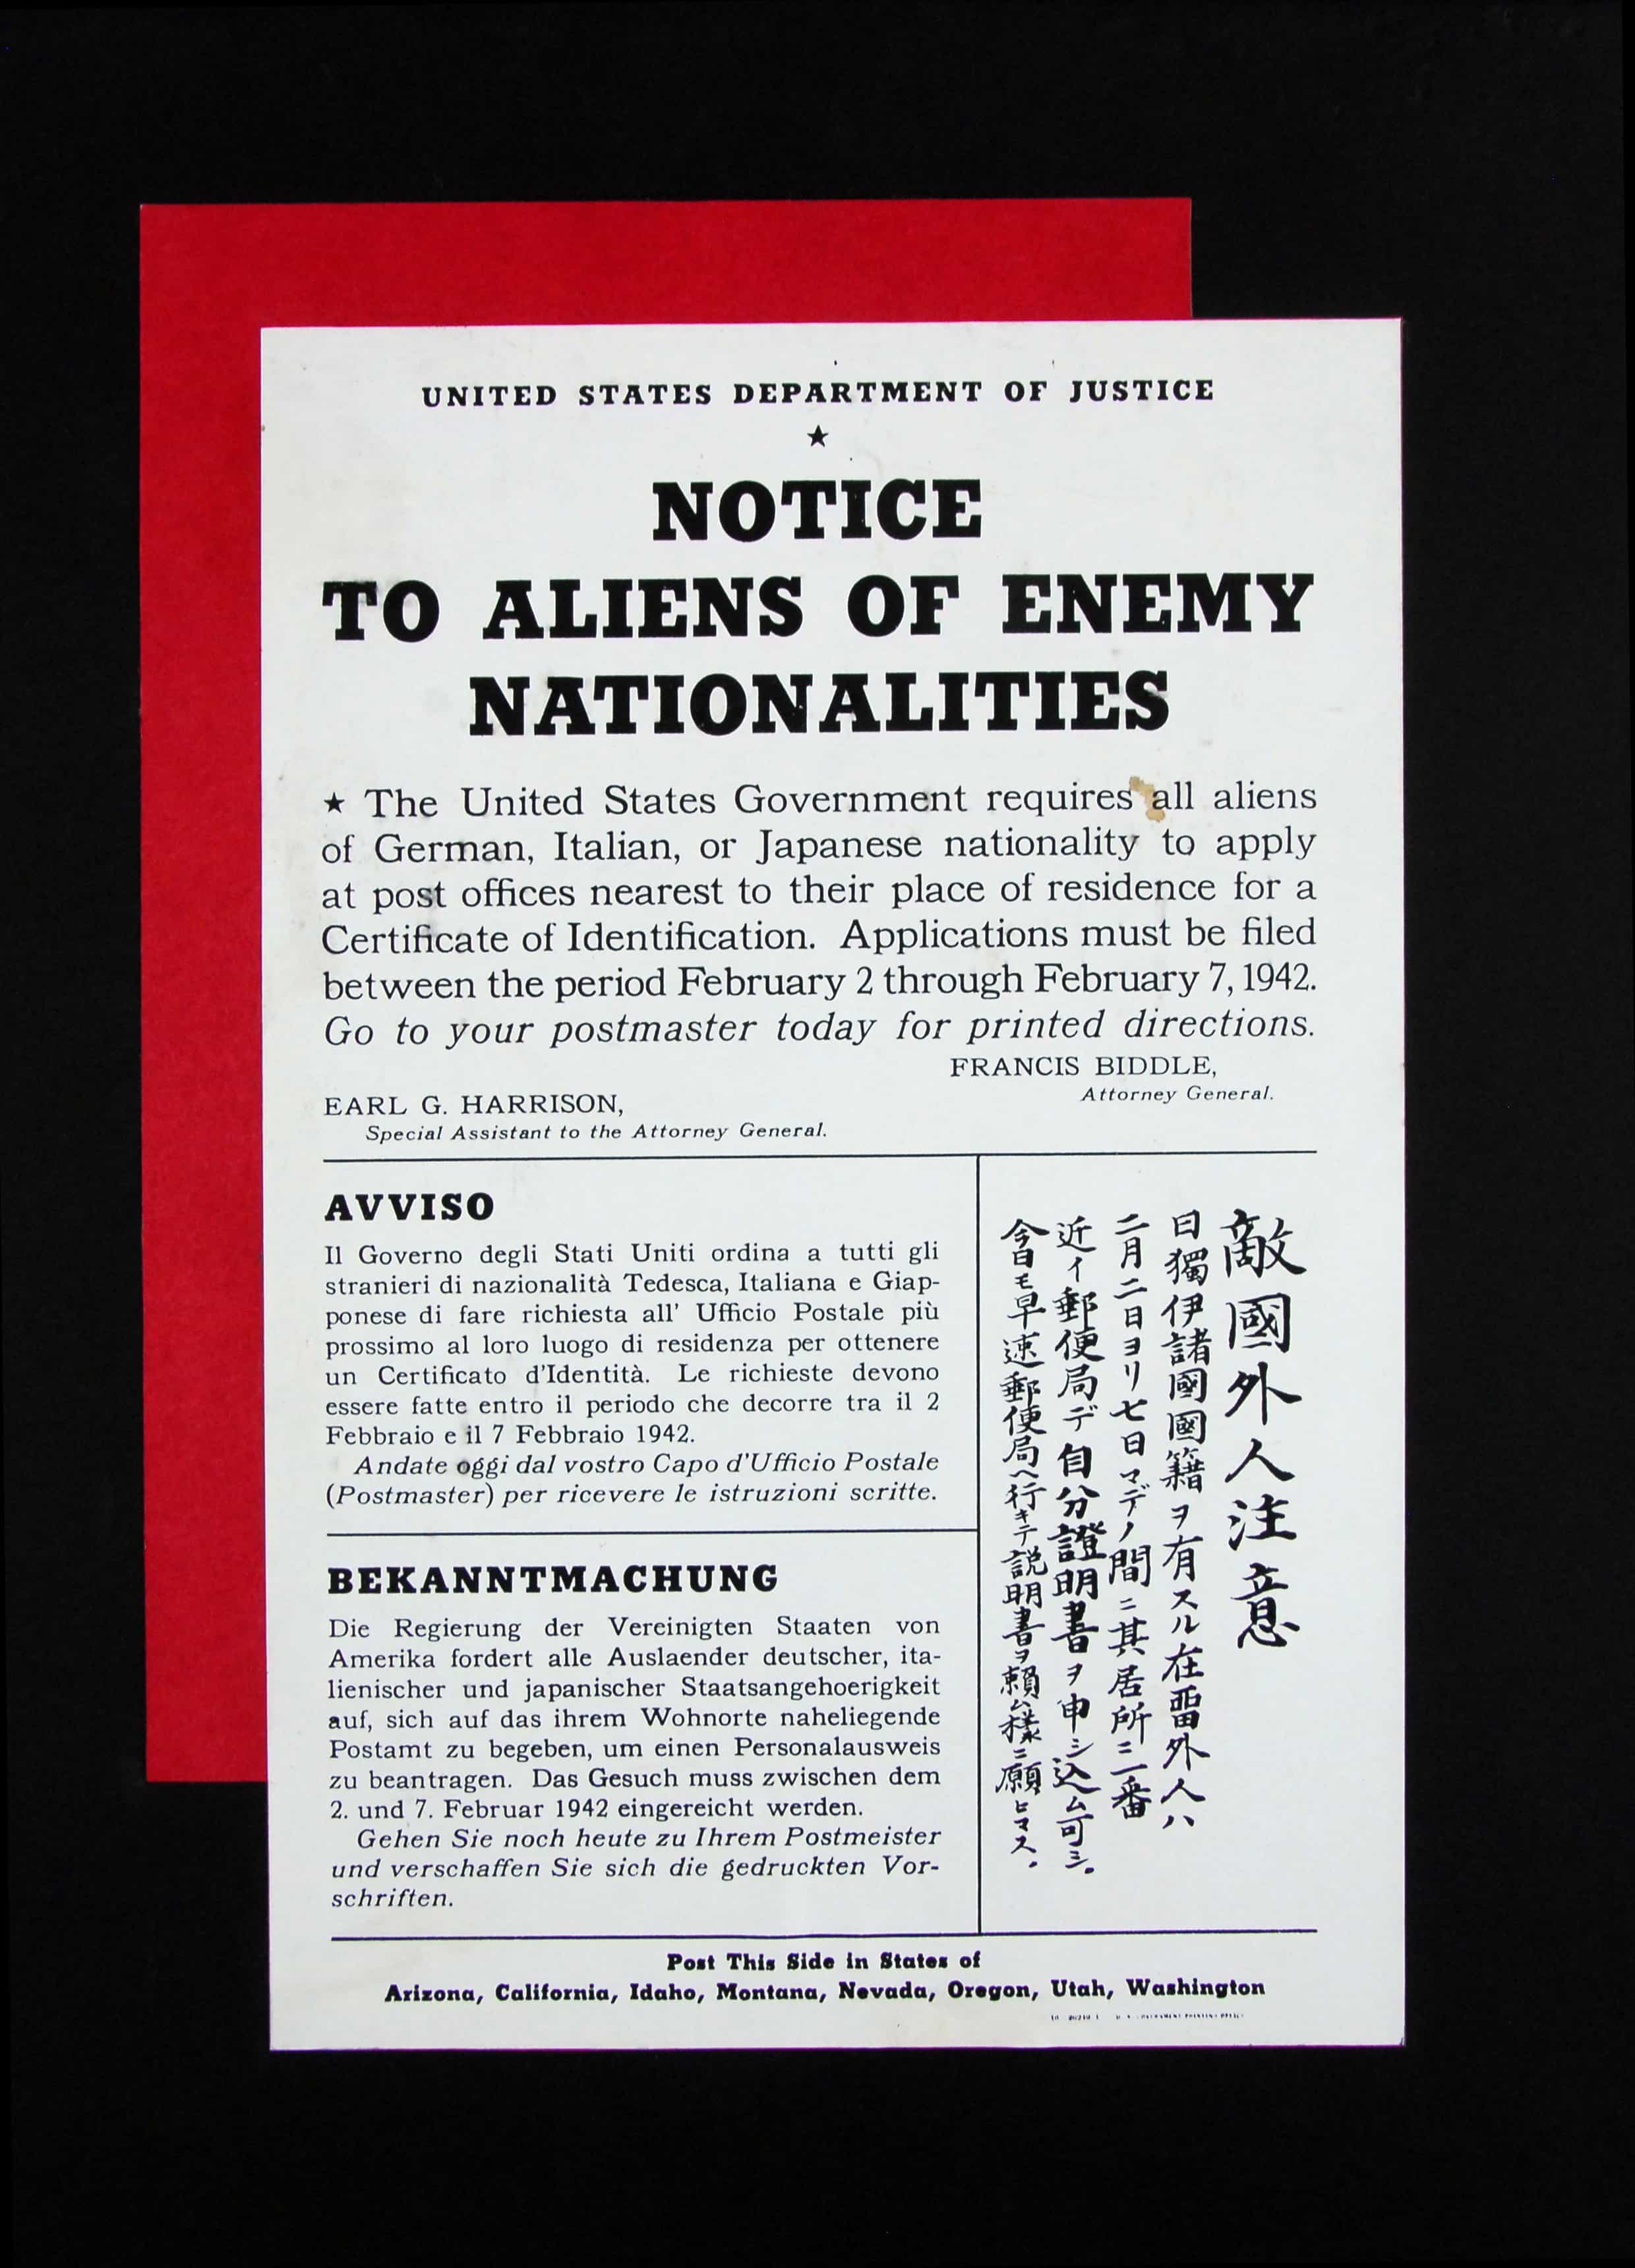 UNITED STATES DEPARTMENT OF JUSTICE
★
NOTICE
TO ALIENS OF ENEMY
NATIONALITIES
★ The United States Government requires all aliens
of German, Italian, or Japanese nationality to apply
at post offices nearest to their place of residence for a
Certificate of Identification. Applications must be filed
between the period February 2 through February 7, 1942.
Go to your postmaster today for printed directions.
FRANCIS BIDDLE,
Attorney General.
EARL G. HARRISON,
Special Assistant to the Attorney General.
AVVISO
Il Governo degli Stati Uniti ordina a tutti gli
stranieri di nazionalità Tedesca, Italiana e Giap-
ponese di fare richiesta all' Ufficio Postale più
prossimo al loro luogo di residenza per ottenere
un Certificato d'Identità. Le richieste devono
essere fatte entro il periodo che decorre tra il 2
Febbraio e il 7 Febbraio 1942.
Andate oggi dal vostro Capo d'Ufficio Postale
(Postmaster) per ricevere le istruzioni scritte.
BEKANNTMACHUNG
Die Regierung der Vereinigten Staaten von
Amerika fordert alle Auslaender deutscher, ita-
lienischer und japanischer Staatsangehoerigkeit
auf, sich auf das ihrem Wohnorte naheliegende
Postamt zu begeben, um einen Personalausweis
zu beantragen. Das Gesuch muss zwischen dem
2. und 7. Februar 1942 eingereicht werden.
Gehen Sie noch heute zu Ihrem Postmeister
und verschaffen Sie sich die gedruckten Vor-
schriften.
敵國外人注意
日獨伊諸國國籍ヲ有スル在畱外人ハ
二月二日ヨリ七日マデノ間ニ其居所ニ一番
近イ郵便局デ自分證明書ヲ申シ込ム可シ。
今日モ早速郵便局ヘ行キテ説明書ヲ賴ム樣ニ願ヒマス。
Post This Side in States of
Arizona, California, Idaho, Montana, Nevada, Oregon, Utah, Washington